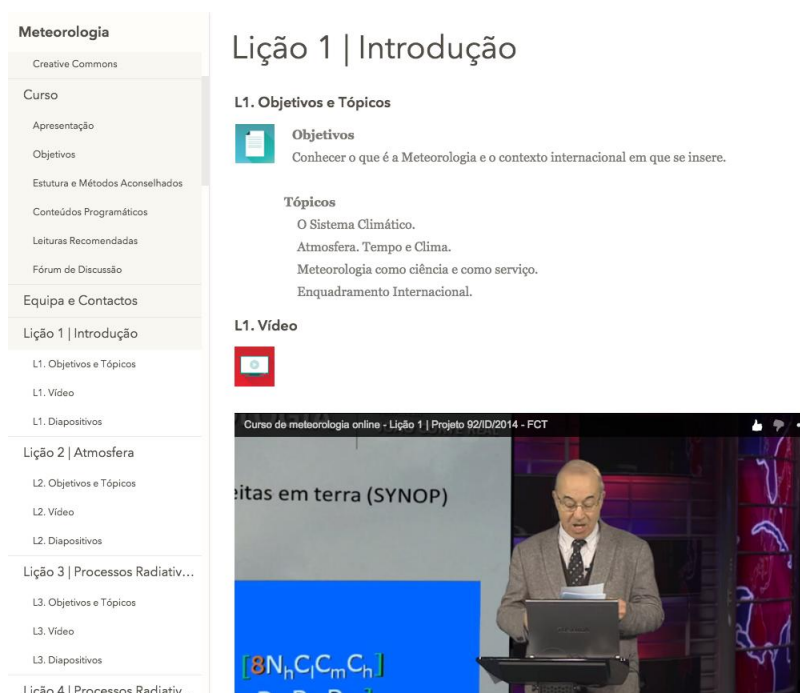 Meteorologia
Creative Commons
Curso
Apresentação
Objetivos
Estutura e Métodos Aconselhados
Conteúdos Programáticos
Leituras Recomendadas
Fórum de Discussão
Equipa e Contactos
Lição 1 | Introdução
L1. Objetivos e Tópicos
L1. Vídeo
L1. Diapositivos
Lição 2 | Atmosfera
L2. Objetivos e Tópicos
L2. Vídeo
L2. Diapositivos
Lição 3 | Processos Radiativ...
L3. Objetivos e Tópicos
L3. Vídeo
L3. Diapositivos
Lição 4 | Processos Radiativ
Lição 1 | Introdução
L1. Objetivos e Tópicos
Objetivos
Conhecer o que é a Meteorologia e o contexto internacional em que se insere.
Tópicos
O Sistema Climático.
Atmosfera. Tempo e Clima.
Meteorologia como ciência e como serviço.
Enquadramento Internacional.
L1. Vídeo
Curso de meteorologia online - Lição 1 | Projeto 92/ID/2014 - FCT
eitas em terra (SYNOP)
[8NhClCmCh]